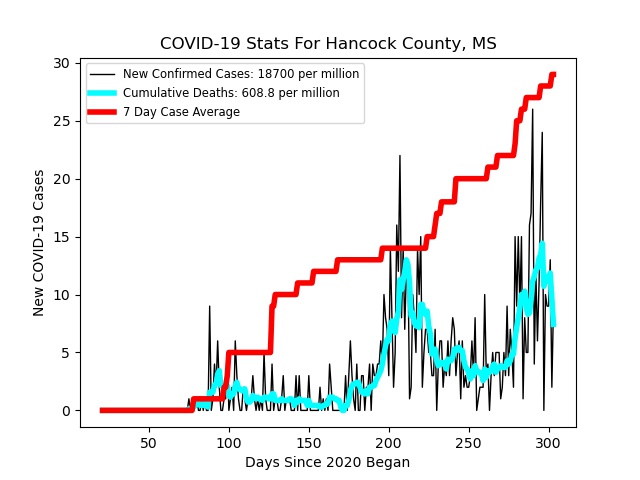 COVID-19 Stats For Hancock County, MS
New Confirmed Cases: 18700 per million
Cumulative Deaths: 608.8 per million
7 Day Case Average
New COVID-19 Cases
30
25
20
15
10
5
0
50 100 150 200 250 300
Days Since 2020 Began